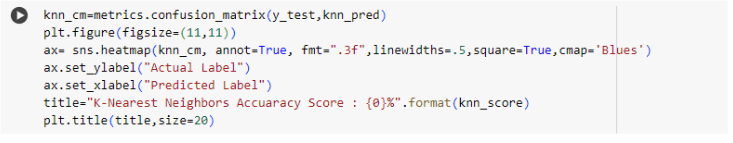 knn_cm=metrics.confusion_matrix(y_test,knn_pred)
plt.figure(figsize=(11,11))
ax= sns.heatmap(knn_cm, annot=True, fmt=".3f",linewidths=.5,square=True,cmap='Blues')
ax.set_ylabel("Actual Label")
ax.set_xlabel("Predicted Label")
title="K-Nearest Neighbors Accuaracy Score : {0}%".format(knn_score)
plt.title(title,size=20)